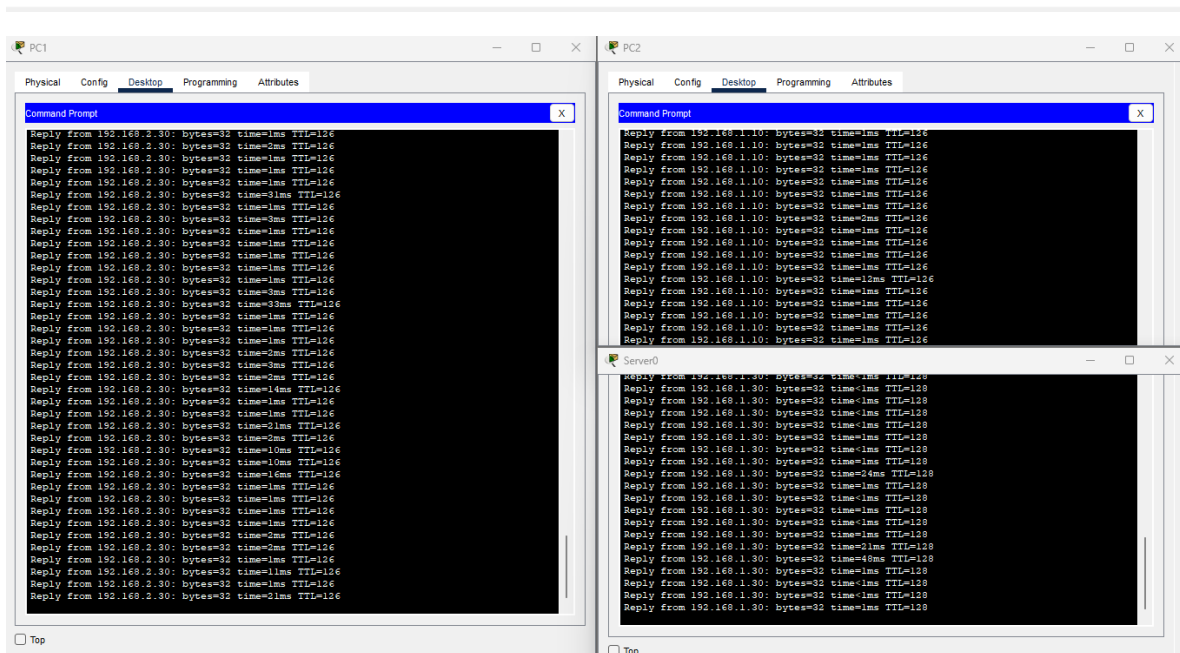 PC1
Physical Config Desktop Programming Attributes
Command Prompt X
Reply from 192.168.2.30: bytes=32 time=1ms TTL=126
Reply from 192.168.2.30: bytes=32 time=2ms TTL=126
Reply from 192.168.2.30: bytes=32 time=1ms TTL=126
Reply from 192.168.2.30: bytes=32 time=1ms TTL=126
Reply from 192.168.2.30: bytes=32 time=1ms TTL=126
Reply from 192.168.2.30: bytes=32 time=31ms TTL=126
Reply from 192.168.2.30: bytes=32 time=1ms TTL=126
Reply from 192.168.2.30: bytes=32 time=3ms TTL=126
Reply from 192.168.2.30: bytes=32 time=1ms TTL=126
Reply from 192.168.2.30: bytes=32 time=1ms TTL=126
Reply from 192.168.2.30: bytes=32 time=1ms TTL=126
Reply from 192.168.2.30: bytes=32 time=1ms TTL=126
Reply from 192.168.2.30: bytes=32 time=1ms TTL=126
Reply from 192.168.2.30: bytes=32 time=3ms TTL=126
Reply from 192.168.2.30: bytes=32 time=33ms TTL=126
Reply from 192.168.2.30: bytes=32 time=1ms TTL=126
Reply from 192.168.2.30: bytes=32 time=1ms TTL=126
Reply from 192.168.2.30: bytes=32 time=1ms TTL=126
Reply from 192.168.2.30: bytes=32 time=2ms TTL=126
Reply from 192.168.2.30: bytes=32 time=3ms TTL=126
Reply from 192.168.2.30: bytes=32 time=2ms TTL=126
Reply from 192.168.2.30: bytes=32 time=14ms TTL=126
Reply from 192.168.2.30: bytes=32 time=1ms TTL=126
Reply from 192.168.2.30: bytes=32 time=1ms TTL=126
Reply from 192.168.2.30: bytes=32 time=21ms TTL=126
Reply from 192.168.2.30: bytes=32 time=2ms TTL=126
Reply from 192.168.2.30: bytes=32 time=10ms TTL=126
Reply from 192.168.2.30: bytes=32 time=10ms TTL=126
Reply from 192.168.2.30: bytes=32 time=16ms TTL=126
Reply from 192.168.2.30: bytes=32 time=1ms TTL=126
Reply from 192.168.2.30: bytes=32 time=1ms TTL=126
Reply from 192.168.2.30: bytes=32 time=1ms TTL=126
Reply from 192.168.2.30: bytes=32 time=1ms TTL=126
Reply from 192.168.2.30: bytes=32 time=2ms TTL=126
Reply from 192.168.2.30: bytes=32 time=2ms TTL=126
Reply from 192.168.2.30: bytes=32 time=1ms TTL=126
Reply from 192.168.2.30: bytes=32 time=11ms TTL=126
Reply from 192.168.2.30: bytes=32 time=1ms TTL=126
Reply from 192.168.2.30: bytes=32 time=21ms TTL=126
Top
PC2
Physical Config Desktop Programming Attributes
Command Prompt X
Reply from 192.168.1.10: bytes=32 time=1ms TTL=126
Reply from 192.168.1.10: bytes=32 time=1ms TTL=126
Reply from 192.168.1.10: bytes=32 time=1ms TTL=126
Reply from 192.168.1.10: bytes=32 time=1ms TTL=126
Reply from 192.168.1.10: bytes=32 time=1ms TTL=126
Reply from 192.168.1.10: bytes=32 time=1ms TTL=126
Reply from 192.168.1.10: bytes=32 time=1ms TTL=126
Reply from 192.168.1.10: bytes=32 time=2ms TTL=126
Reply from 192.168.1.10: bytes=32 time=1ms TTL=126
Reply from 192.168.1.10: bytes=32 time=1ms TTL=126
Reply from 192.168.1.10: bytes=32 time=1ms TTL=126
Reply from 192.168.1.10: bytes=32 time=1ms TTL=126
Reply from 192.168.1.10: bytes=32 time=12ms TTL=126
Reply from 192.168.1.10: bytes=32 time=1ms TTL=126
Reply from 192.168.1.10: bytes=32 time=1ms TTL=126
Reply from 192.168.1.10: bytes=32 time=1ms TTL=126
Reply from 192.168.1.10: bytes=32 time=1ms TTL=126
Reply from 192.168.1.10: bytes=32 time=1ms TTL=126
Server0
Reply from 192.168.1.30: bytes=32 time<1ms TTL=128
Reply from 192.168.1.30: bytes=32 time<1ms TTL=128
Reply from 192.168.1.30: bytes=32 time<1ms TTL=128
Reply from 192.168.1.30: bytes=32 time<1ms TTL=128
Reply from 192.168.1.30: bytes=32 time<1ms TTL=128
Reply from 192.168.1.30: bytes=32 time=1ms TTL=128
Reply from 192.168.1.30: bytes=32 time<1ms TTL=128
Reply from 192.168.1.30: bytes=32 time=1ms TTL=128
Reply from 192.168.1.30: bytes=32 time=24ms TTL=128
Reply from 192.168.1.30: bytes=32 time=1ms TTL=128
Reply from 192.168.1.30: bytes=32 time<1ms TTL=128
Reply from 192.168.1.30: bytes=32 time=1ms TTL=128
Reply from 192.168.1.30: bytes=32 time<1ms TTL=128
Reply from 192.168.1.30: bytes=32 time=1ms TTL=128
Reply from 192.168.1.30: bytes=32 time=21ms TTL=128
Reply from 192.168.1.30: bytes=32 time=48ms TTL=128
Reply from 192.168.1.30: bytes=32 time=1ms TTL=128
Reply from 192.168.1.30: bytes=32 time<1ms TTL=128
Reply from 192.168.1.30: bytes=32 time<1ms TTL=128
Reply from 192.168.1.30: bytes=32 time=1ms TTL=128
Top